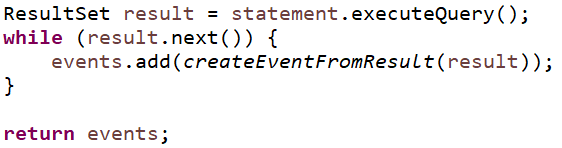 ResultSet result = statement.executeQuery();
while (result.next()) {
    events.add(createEventFromResult(result));
}

return events;